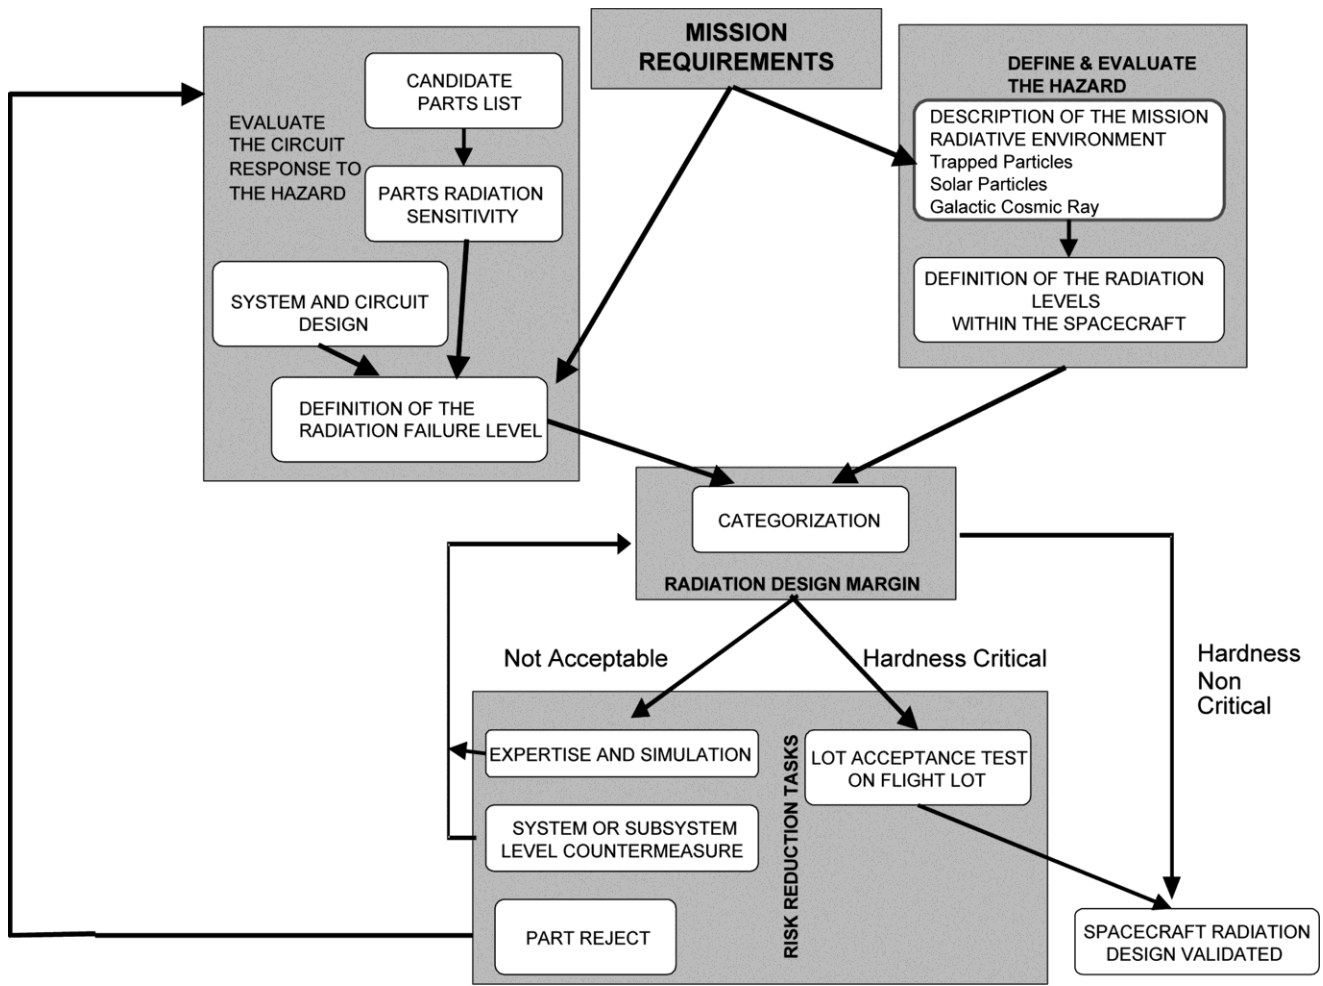 MISSION
REQUIREMENTS
EVALUATE
THE CIRCUIT
RESPONSE TO
THE HAZARD
CANDIDATE
PARTS LIST
PARTS RADIATION
SENSITIVITY
SYSTEM AND CIRCUIT
DESIGN
DEFINITION OF THE
RADIATION FAILURE LEVEL
DEFINE & EVALUATE
THE HAZARD
DESCRIPTION OF THE MISSION
RADIATIVE ENVIRONMENT
Trapped Particles
Solar Particles
Galactic Cosmic Ray
DEFINITION OF THE RADIATION
LEVELS
WITHIN THE SPACECRAFT
CATEGORIZATION
RADIATION DESIGN MARGIN
Not Acceptable
Hardness Critical
Hardness
Non
Critical
EXPERTISE AND SIMULATION
SYSTEM OR SUBSYSTEM
LEVEL COUNTERMEASURE
PART REJECT
RISK REDUCTION TASKS
LOT ACCEPTANCE TEST
ON FLIGHT LOT
SPACECRAFT RADIATION
DESIGN VALIDATED